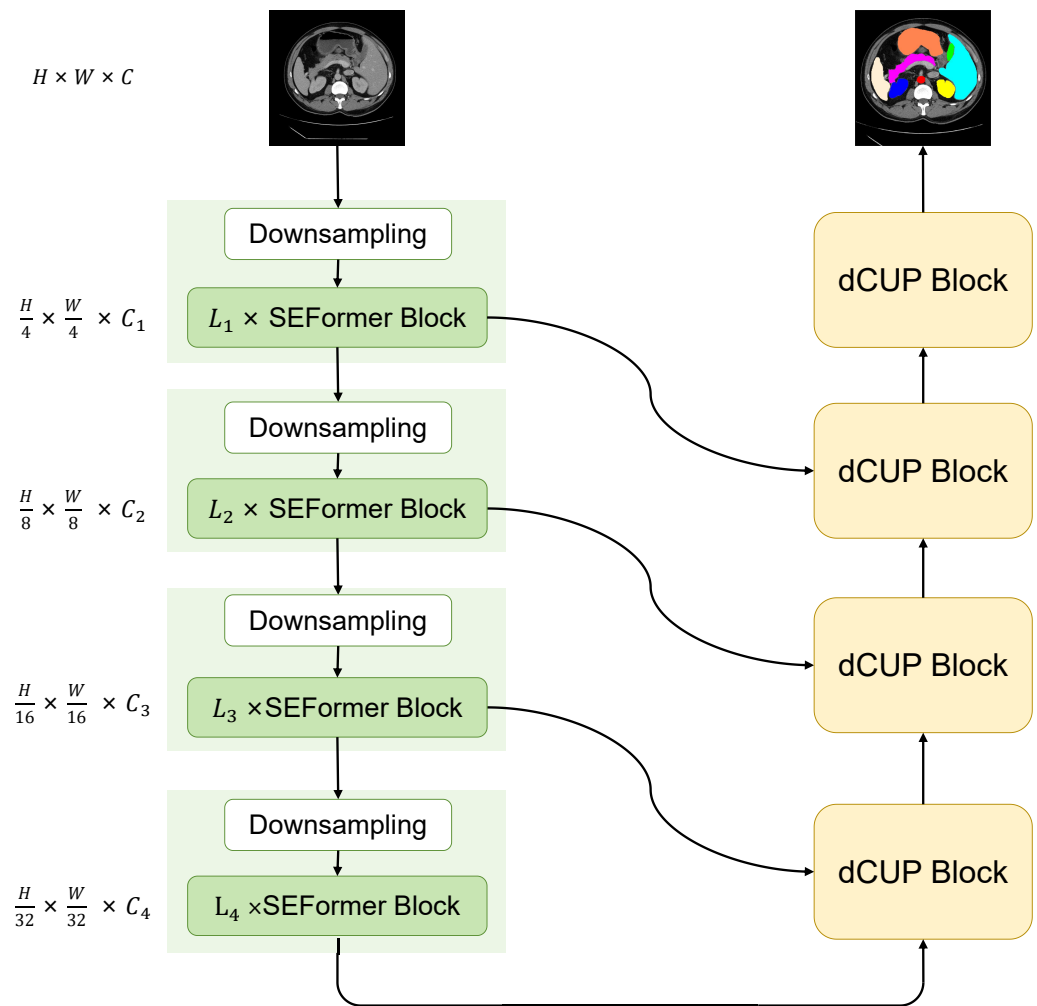 H × W × C
Downsampling
H/4 × W/4 × C₁
L₁ × SEFormer Block
Downsampling
H/8 × W/8 × C₂
L₂ × SEFormer Block
Downsampling
H/16 × W/16 × C₃
L₃ ×SEFormer Block
Downsampling
H/32 × W/32 × C₄
L₄ ×SEFormer Block
dCUP Block
dCUP Block
dCUP Block
dCUP Block